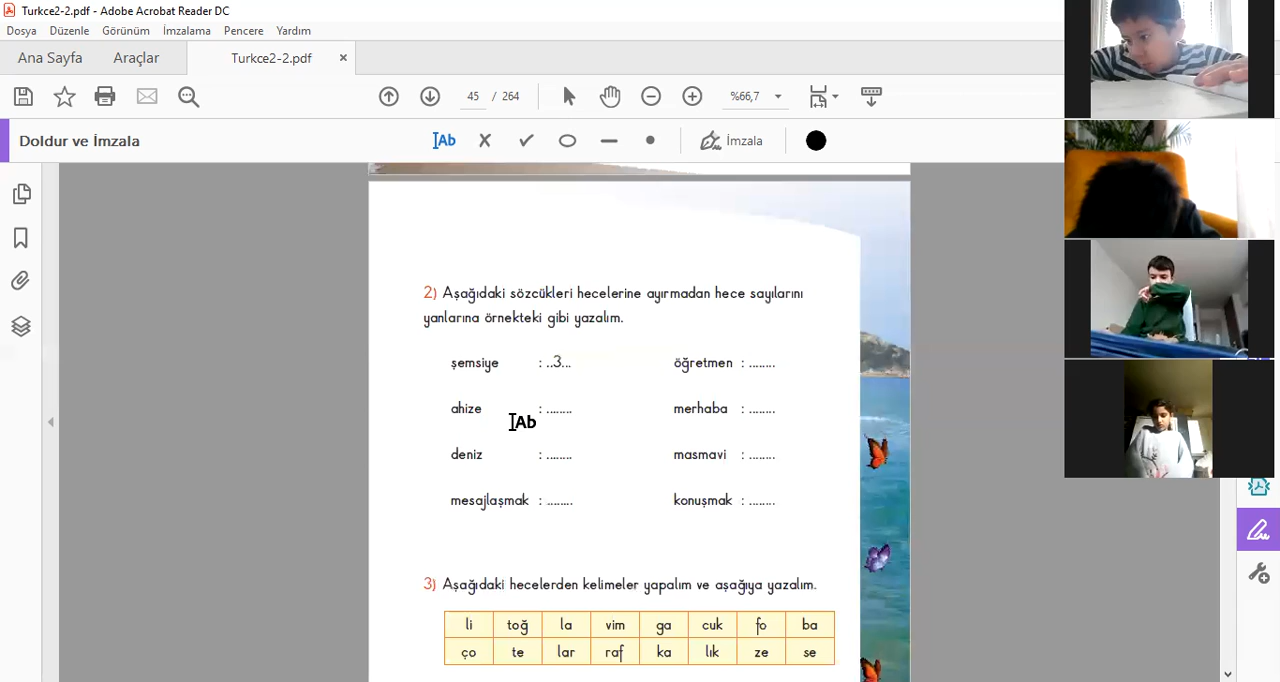 Turkce2-2.pdf - Adobe Acrobat Reader DC
Dosya Düzenle Görünüm İmzalama Pencere Yardım
Ana Sayfa Araçlar Turkce2-2.pdf ×
45 / 264 %66,7
Doldur ve İmzala Ab İmzala
2) Aşağıdaki sözcükleri hecelerine ayırmadan hece sayılarını
yanlarına örnekteki gibi yazalım.
şemsiye : ..3... öğretmen : ........
ahize : ........ merhaba : ........
Ab
deniz : ........ masmavi : ........
mesajlaşmak : ........ konuşmak : ........
3) Aşağıdaki hecelerden kelimeler yapalım ve aşağıya yazalım.
li toğ la vim ga cuk fo ba
ço te lar raf ka lık ze se